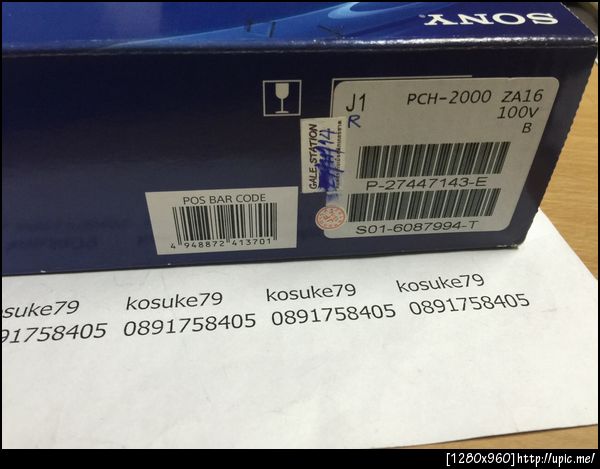 SONY
J1
PCH-2000 ZA16
R
100V
B
GALE STATION
P-27447143-E
S01-6087994-T
POS BAR CODE
4 948872 413701
osuke79 kosuke79 kosuke79 kosuke79
891758405 0891758405 0891758405 0891758405
[1280x960]http://upic.me/